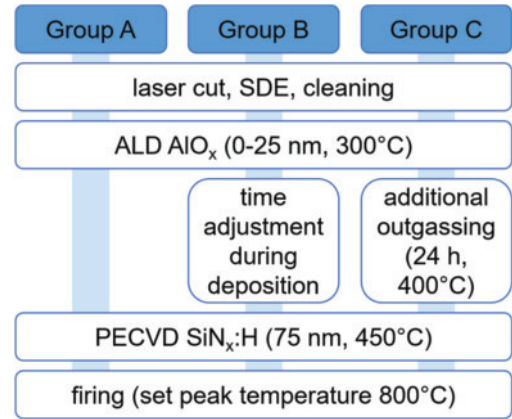 Group A Group B Group C
laser cut, SDE, cleaning
ALD AlOₓ (0-25 nm, 300°C)
time
adjustment
during
deposition
additional
outgassing
(24 h,
400°C)
PECVD SiNₓ:H (75 nm, 450°C)
firing (set peak temperature 800°C)